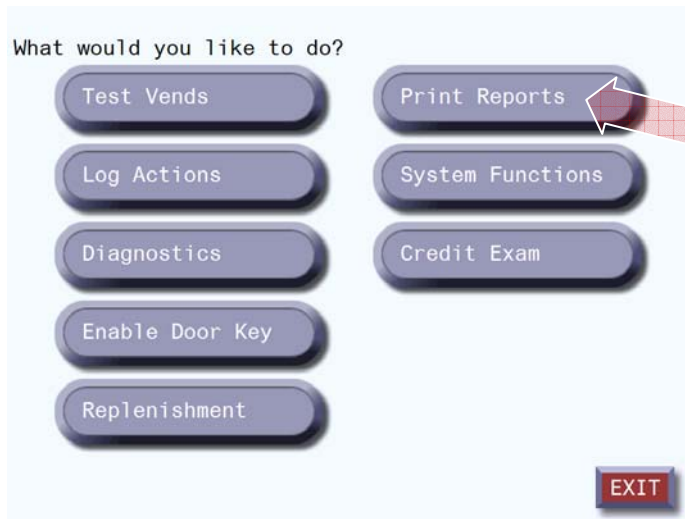 What would you like to do?
Test Vends
Print Reports
Log Actions
System Functions
Diagnostics
Credit Exam
Enable Door Key
Replenishment
EXIT